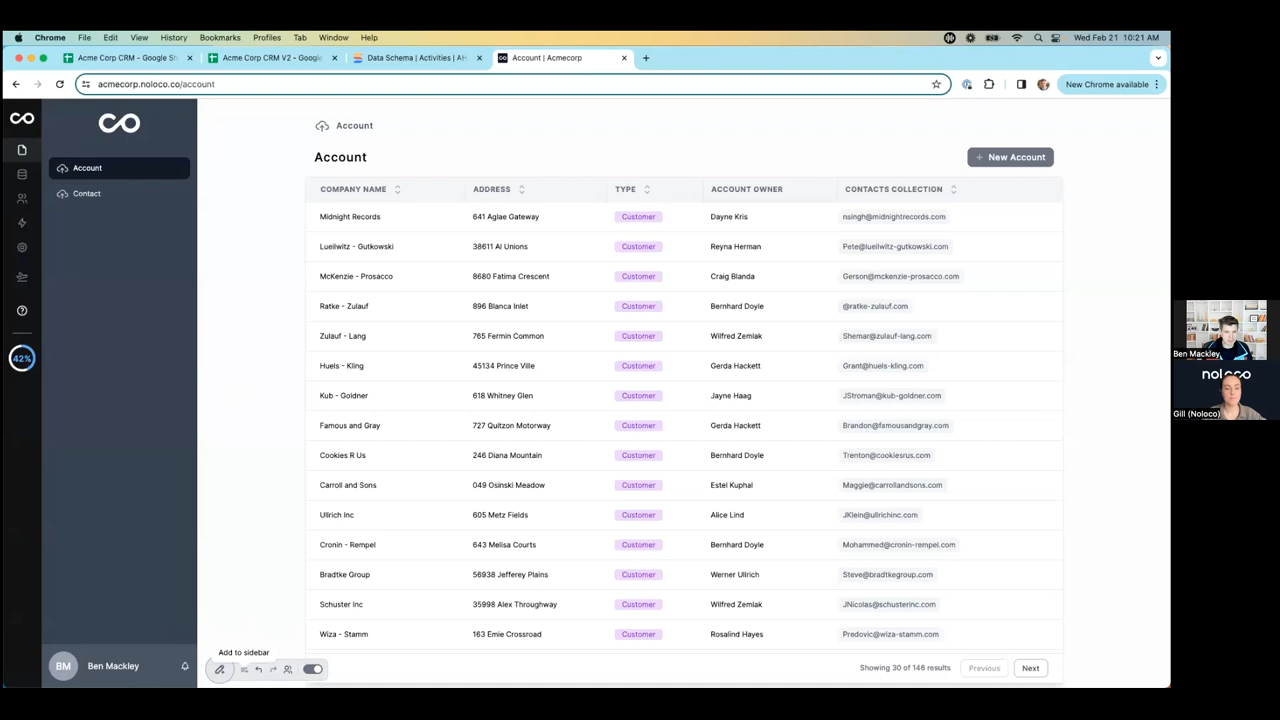 Chrome File Edit View History Bookmarks Profiles Tab Window Help Wed Feb 21 10:21 AM
Acme Corp CRM - Google Sh Acme Corp CRM V2 - Google Data Schema | Activities | Account | Acmecorp
acmecorp.noloco.co/account New Chrome available
Account
Account New Account
Account
Contact
COMPANY NAME ADDRESS TYPE ACCOUNT OWNER CONTACTS COLLECTION
Midnight Records 641 Aglae Gateway Customer Dayne Kris nsingh@midnightrecords.com
Lueilwitz - Gutkowski 38611 Al Unions Customer Reyna Herman Pete@lueilwitz-gutkowski.com
McKenzie - Prosacco 8680 Fatima Crescent Customer Craig Blanda Gerson@mckenzie-prosacco.com
Ratke - Zulauf 896 Blanca Inlet Customer Bernhard Doyle @ratke-zulauf.com
Zulauf - Lang 765 Fermin Common Customer Wilfred Zemlak Shemar@zulauf-lang.com
Huels - Kling 45134 Prince Ville Customer Gerda Hackett Grant@huels-kling.com
Kub - Goldner 618 Whitney Glen Customer Jayne Haag JStroman@kub-goldner.com
Famous and Gray 727 Quitzon Motorway Customer Gerda Hackett Brandon@famousandgray.com
Cookies R Us 246 Diana Mountain Customer Bernhard Doyle Trenton@cookiesrus.com
Carroll and Sons 049 Osinski Meadow Customer Estel Kuphal Maggie@carrollandsons.com
Ullrich Inc 605 Metz Fields Customer Alice Lind JKlein@ullrichinc.com
Cronin - Rempel 643 Melisa Courts Customer Bernhard Doyle Mohammed@cronin-rempel.com
Bradtke Group 56938 Jefferey Plains Customer Werner Ullrich Steve@bradtkegroup.com
Schuster Inc 35998 Alex Throughway Customer Wilfred Zemlak JNicolas@schusterinc.com
Wiza - Stamm 163 Emie Crossroad Customer Rosalind Hayes Predovic@wiza-stamm.com
42%
Add to sidebar
BM Ben Mackley
Showing 30 of 146 results Previous Next
Ben Mackley
noloco
Gill (Noloco)